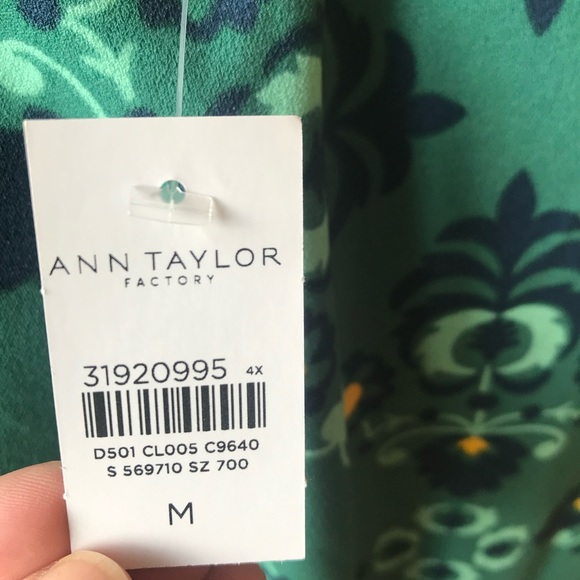 ANN TAYLOR
FACTORY
31920995 4X
D501 CL005 C9640
S 569710 SZ 700
M